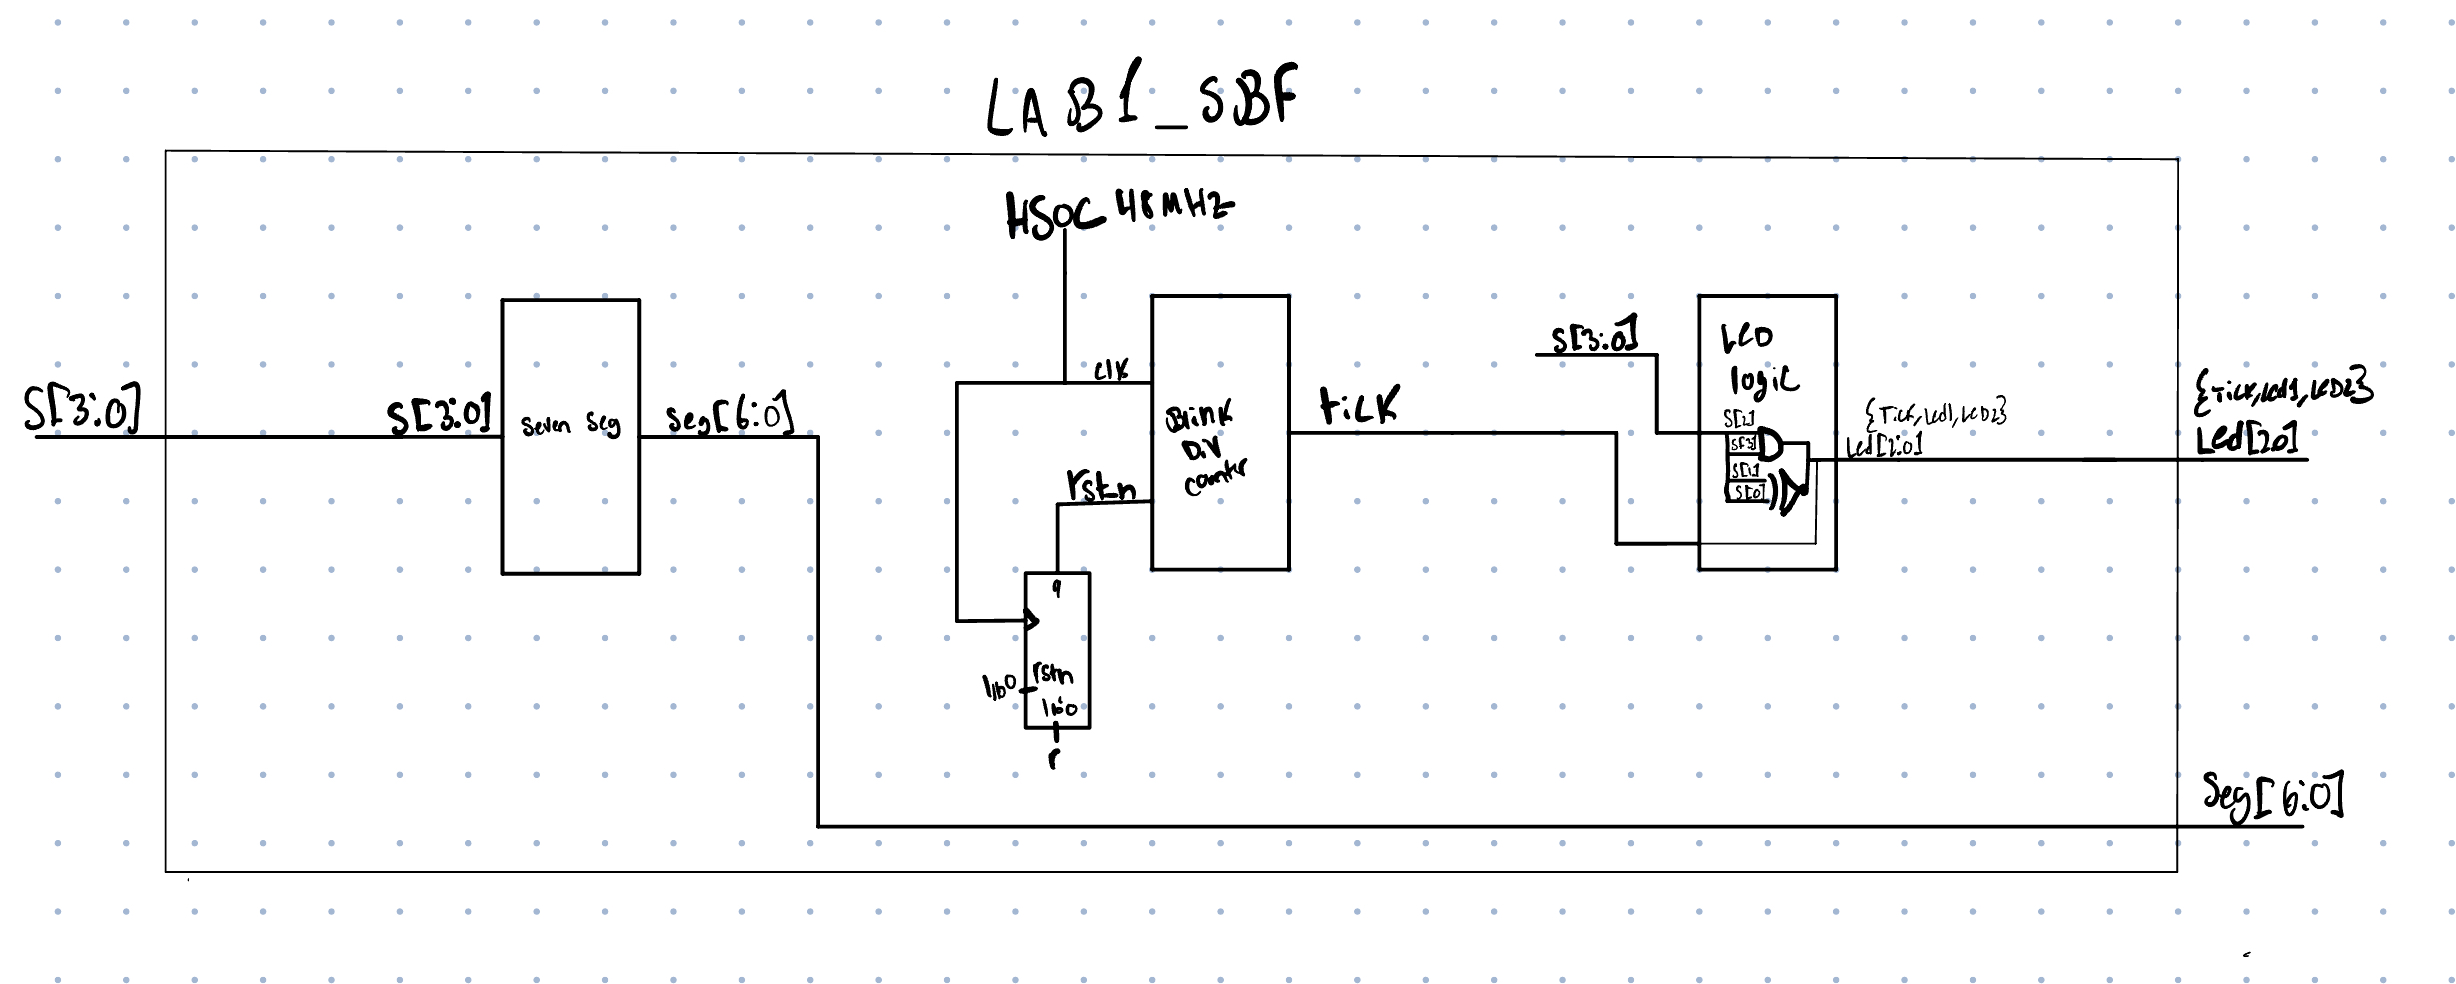 LAB1_SBF
HSOC 48MHZ
S[3:0]
S[3:0]
Seven Seg
Seg[6:0]
clk
rstn
Blink
Div
counter
q
rstn
1'b0
1'b0
r
tick
S[3:0]
LED
logic
S[2]
S[3]
S[1]
S[0]
{Tick, Led1, LED2}
Led[2:0]
{Tick, Led1, LED2}
Led[2:0]
Seg[6:0]